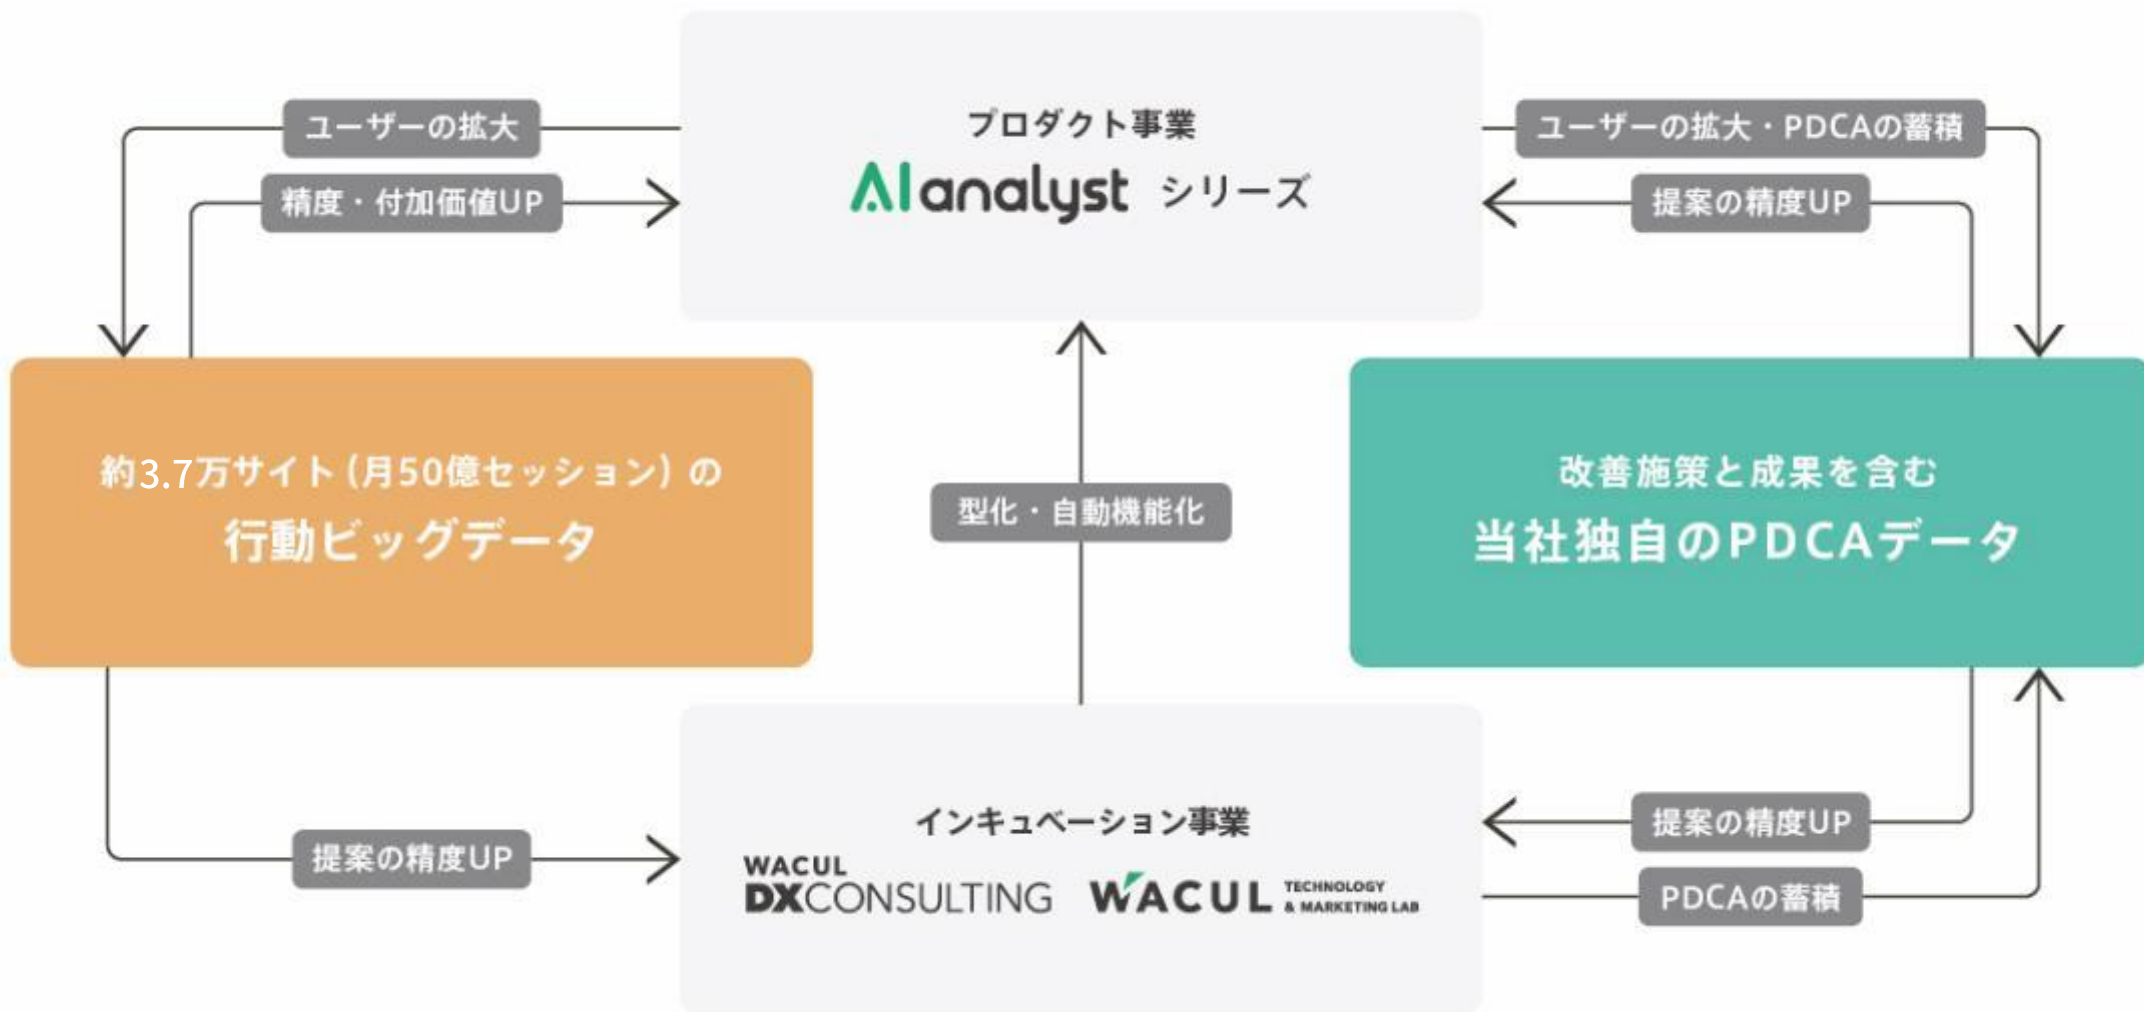 ユーザーの拡大
精度・付加価値UP
プロダクト事業
AI analyst シリーズ
ユーザーの拡大・PDCAの蓄積
提案の精度UP
約3.7万サイト(月50億セッション)の
行動ビッグデータ
型化・自動機能化
改善施策と成果を含む
当社独自のPDCAデータ
提案の精度UP
インキュベーション事業
WACUL
DXCONSULTING
WACUL
TECHNOLOGY
& MARKETING LAB
提案の精度UP
PDCAの蓄積